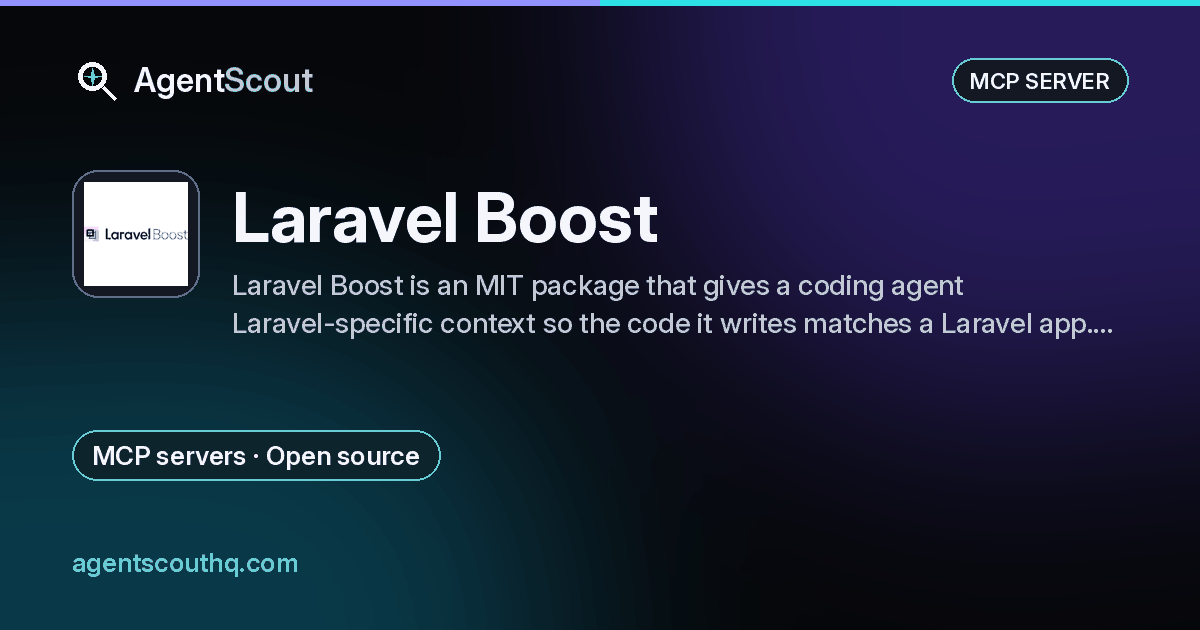 AgentScout
MCP SERVER
Laravel Boost
Laravel Boost
Laravel Boost is an MIT package that gives a coding agent
Laravel-specific context so the code it writes matches a Laravel app....
MCP servers · Open source
agentscouthq.com